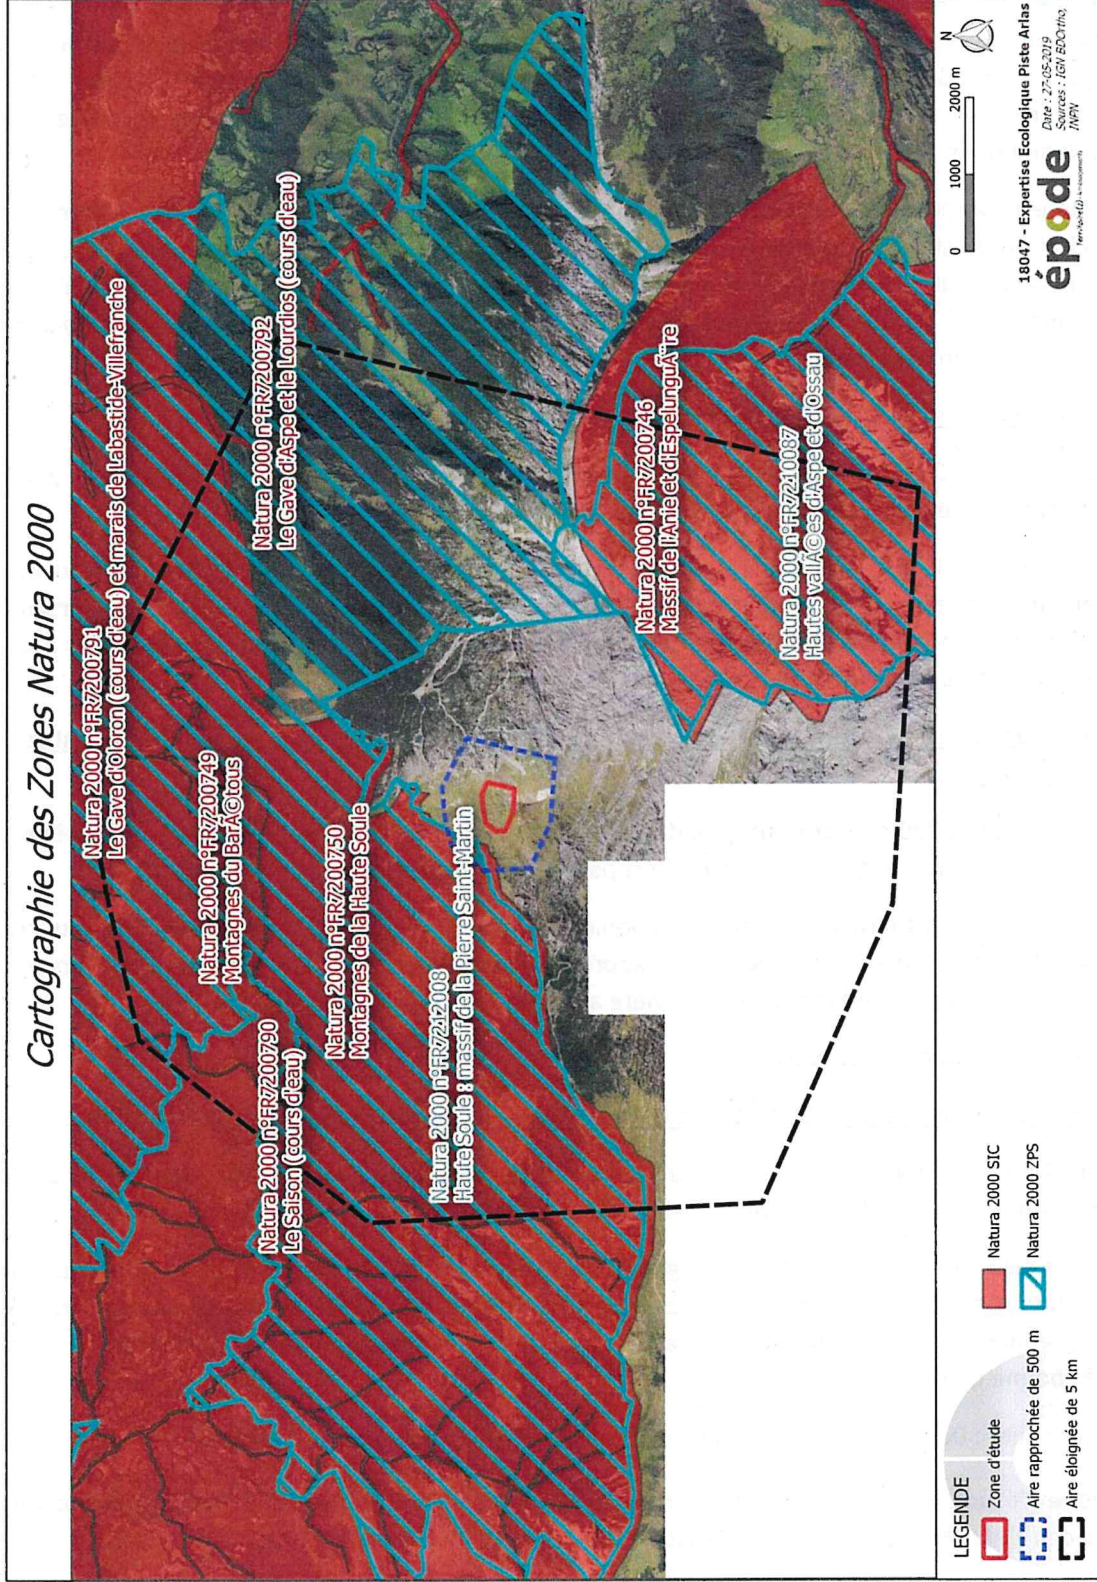 Cartographie des Zones Natura 2000
Natura 2000 n°FR7200791
Le Gave d'Oloron (cours d'eau) et marais de Labastide-Villefranche
Natura 2000 n°FR7200749
Montagnes du BarÃ©tous
Natura 2000 n°FR7200792
Le Gave d'Aspe et le Lourdios (cours d'eau)
Natura 2000 n°FR7200790
Le Saison (cours d'eau)
Natura 2000 n°FR7200750
Montagnes de la Haute Soule
Natura 2000 n°FR7212008
Haute Soule : massif de la Pierre Saint-Martin
Natura 2000 n°FR7200746
Massif de l'Anie et d'EspelunguÃ¨re
Natura 2000 n°FR7210087
Hautes vallÃ©es d'Aspe et d'Ossau
LEGENDE
Zone d'étude
Aire rapprochée de 500 m
Aire éloignée de 5 km
Natura 2000 SIC
Natura 2000 ZPS
N
0 1000 2000 m
18047 - Expertise Ecologique Piste Arlas
épode
Date : 27-05-2019
Sources : IGN BDOrtho,
INPN